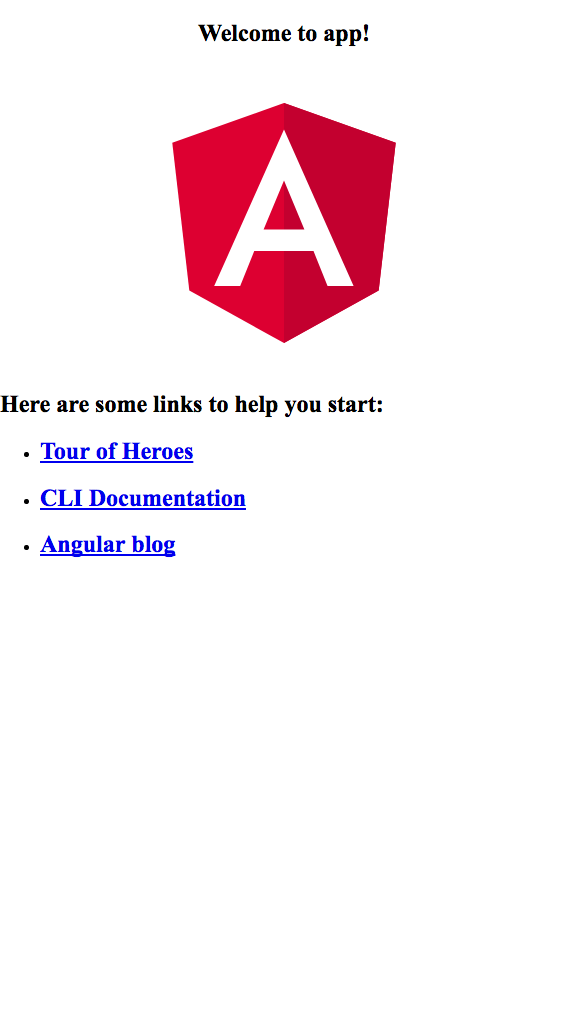 Welcome to app!
A
Here are some links to help you start:
Tour of Heroes
CLI Documentation
Angular blog